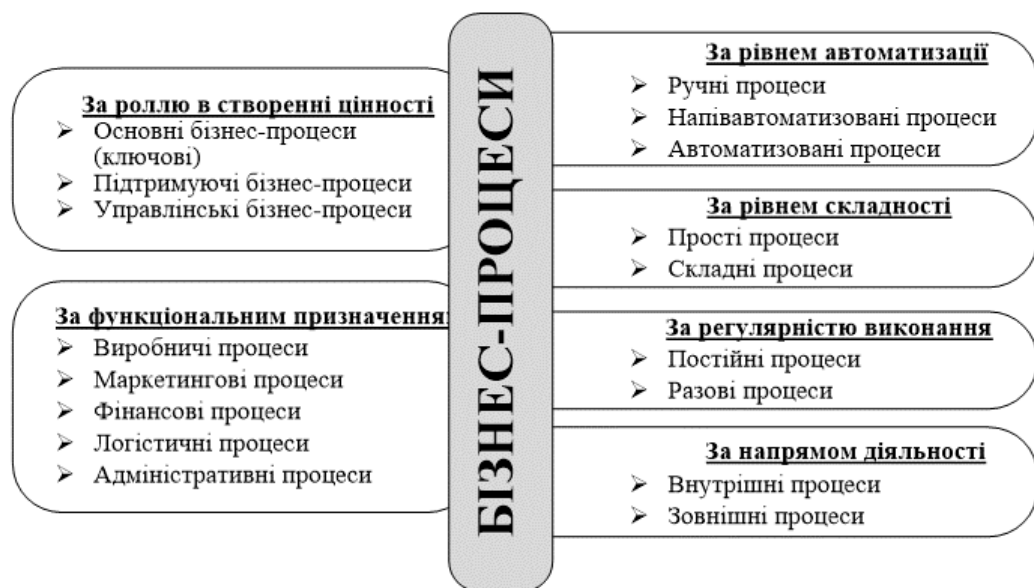 За роллю в створенні цінності
Основні бізнес-процеси
(ключові)
Підтримуючі бізнес-процеси
Управлінські бізнес-процеси
За функціональним призначенням
Виробничі процеси
Маркетингові процеси
Фінансові процеси
Логістичні процеси
Адміністративні процеси
БІЗНЕС-ПРОЦЕСИ
За рівнем автоматизації
Ручні процеси
Напівавтоматизовані процеси
Автоматизовані процеси
За рівнем складності
Прості процеси
Складні процеси
За регулярністю виконання
Постійні процеси
Разові процеси
За напрямом діяльності
Внутрішні процеси
Зовнішні процеси